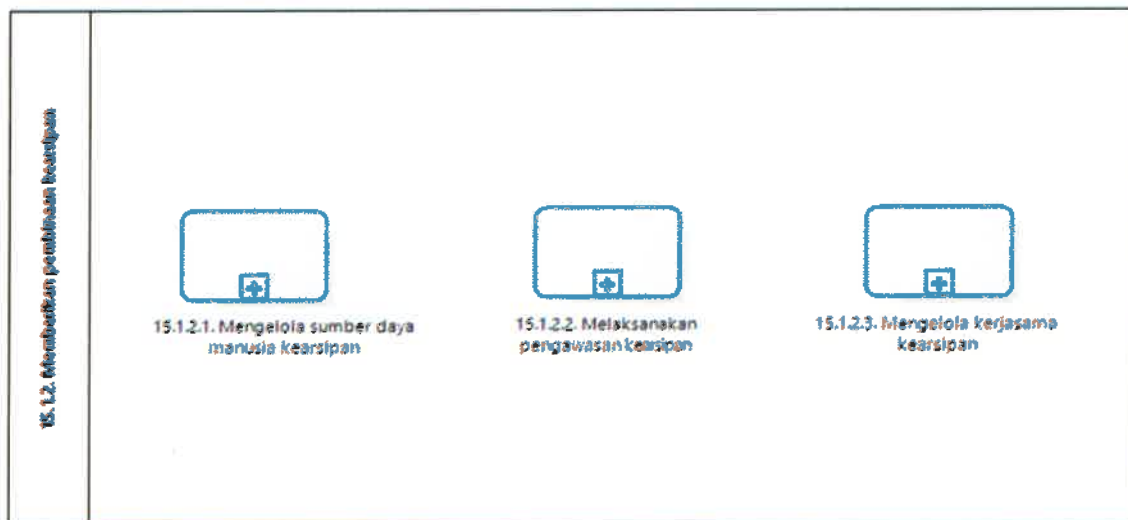 15.1.2. Memberikan pembinaan kearsipan
15.1.2.1. Mengelola sumber daya
manusia kearsipan
15.1.2.2. Melaksanakan
pengawasan kearsipan
15.1.2.3. Mengelola kerjasama
kearsipan